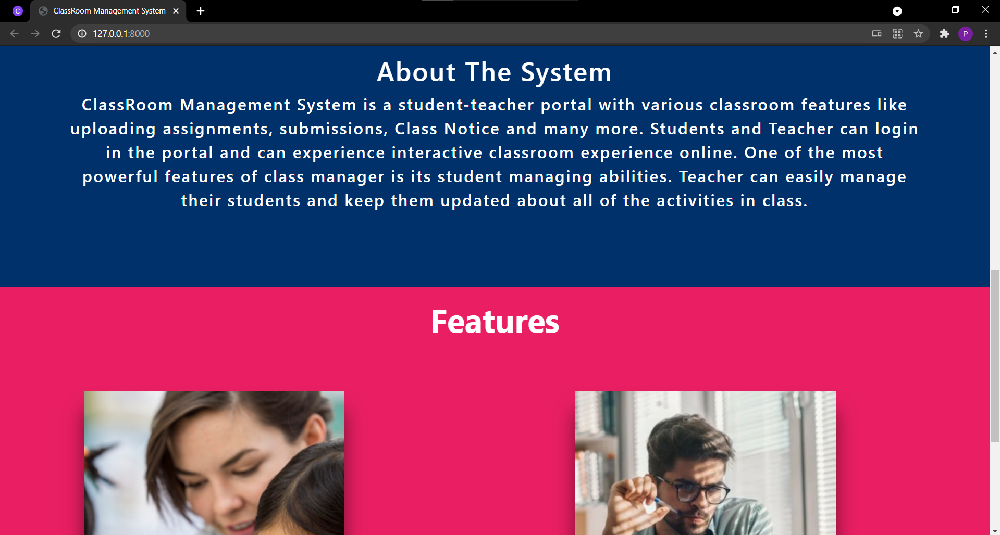 C
ClassRoom Management System
127.0.0.1:8000
P
About The System
ClassRoom Management System is a student-teacher portal with various classroom features like
uploading assignments, submissions, Class Notice and many more. Students and Teacher can login
in the portal and can experience interactive classroom experience online. One of the most
powerful features of class manager is its student managing abilities. Teacher can easily manage
their students and keep them updated about all of the activities in class.
Features